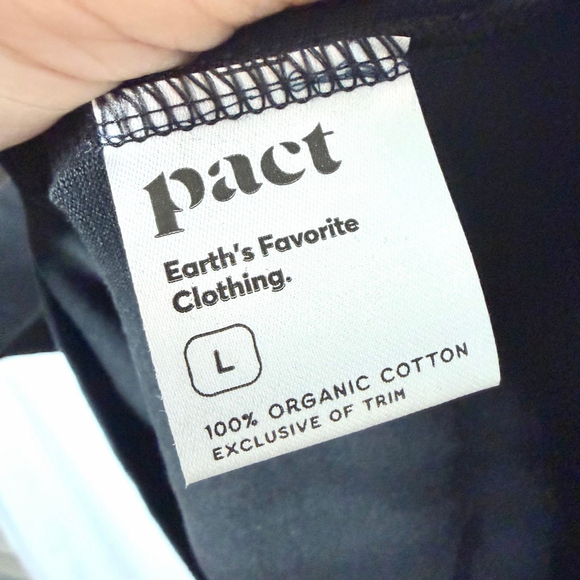 pact
Earth's Favorite
Clothing.
L
100% ORGANIC COTTON
EXCLUSIVE OF TRIM